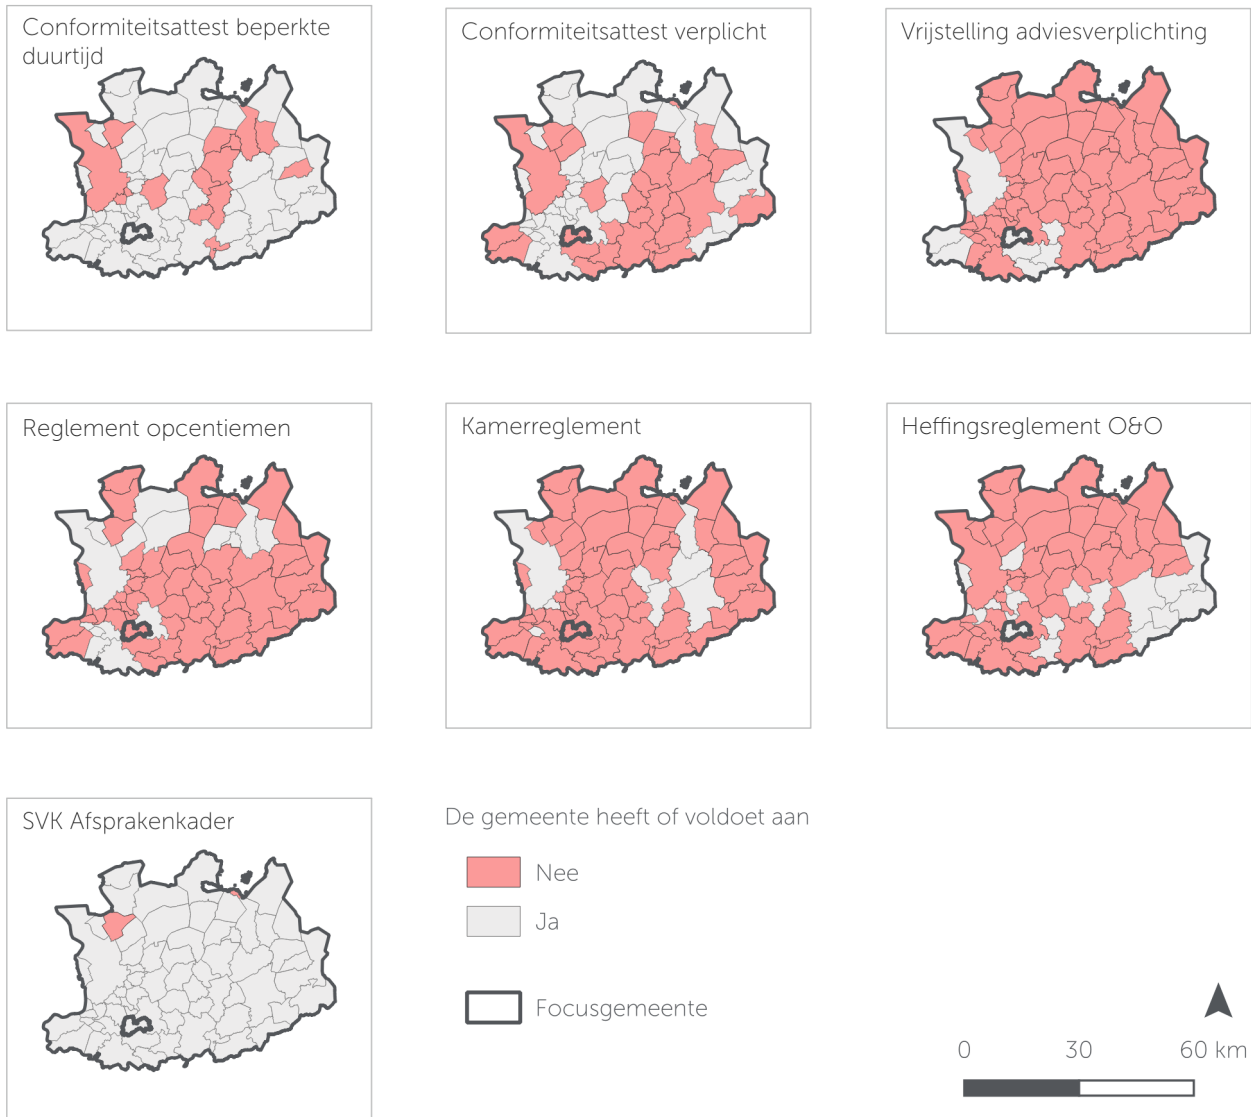 Conformiteitsattest beperkte
duurtijd
Conformiteitsattest verplicht
Vrijstelling adviesverplichting
Reglement opcentiemen
Kamerreglement
Heffingsreglement O&O
SVK Afsprakenkader
De gemeente heeft of voldoet aan
Nee
Ja
Focusgemeente
0 30 60 km